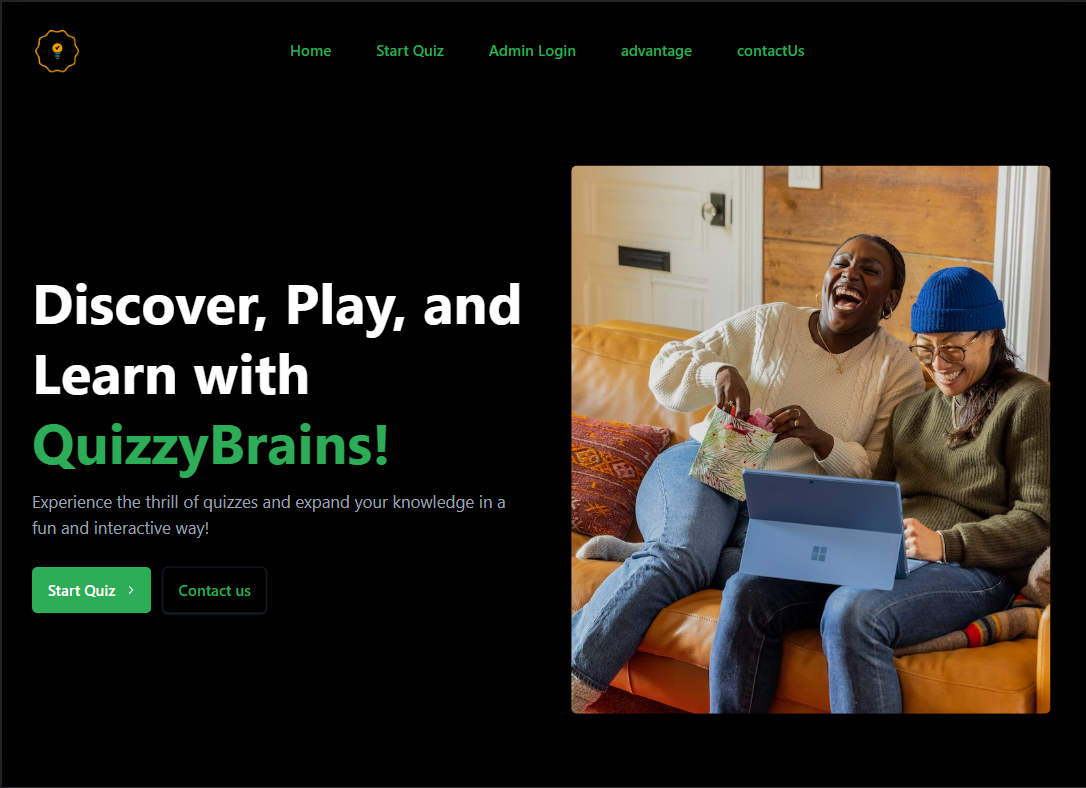 Home Start Quiz Admin Login advantage contactUs
Discover, Play, and
Learn with
QuizzyBrains!
Experience the thrill of quizzes and expand your knowledge in a
fun and interactive way!
Start Quiz Contact us